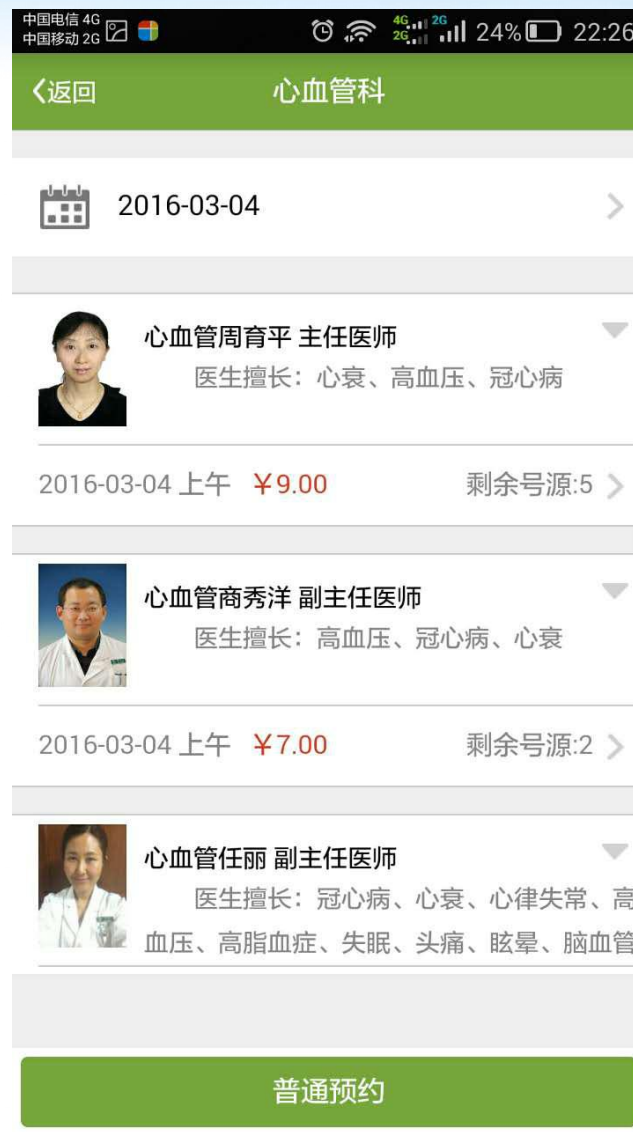 中国电信 4G
中国移动 2G
4G 2G
2G
24% 22:26
返回
心血管科
2016-03-04
心血管周育平 主任医师
医生擅长：心衰、高血压、冠心病
2016-03-04 上午 ￥9.00 剩余号源:5
心血管商秀洋 副主任医师
医生擅长：高血压、冠心病、心衰
2016-03-04 上午 ￥7.00 剩余号源:2
心血管任丽 副主任医师
医生擅长：冠心病、心衰、心律失常、高
血压、高脂血症、失眠、头痛、眩晕、脑血管
普通预约